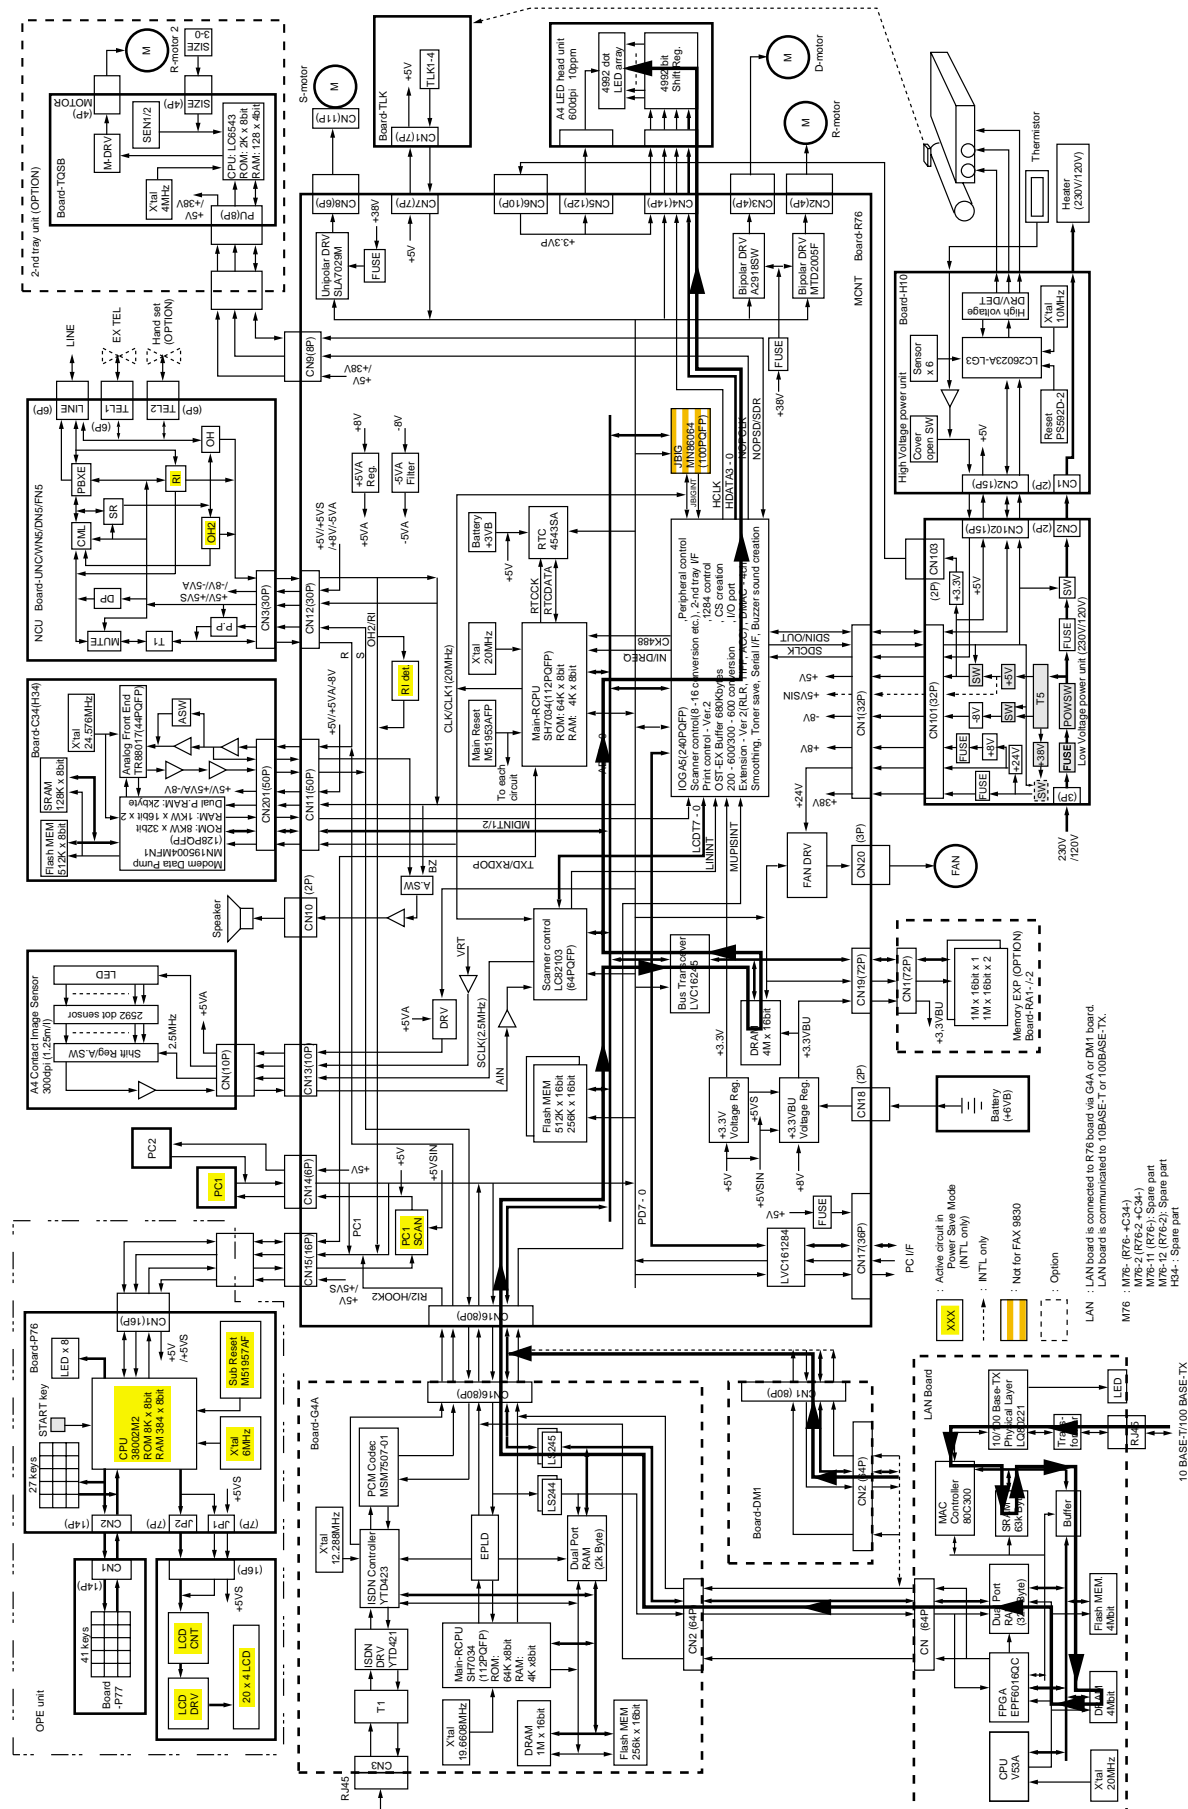 2-nd tray unit (OPTION)
Board-TQSB
MOTOR
(4P)
M
R-motor 2
3-0
SIZE
SIZE
(4P)
M-DRV
SEN1/2
X'tal
4MHz
CPU: LC6543
ROM: 2K x 8bit
RAM: 128 x 4bit
+5V
/+38V
PU(8P)
S-motor
M
CN(11P)
Board-TLK
+5V
TLK1-4
CN1(7P)
A4 LED head unit
600dpi 10ppm
4992 dot
LED array
4992 bit
Shift Reg.
M
D-motor
M
R-motor
Thermistor
Heater
(230V/120V)
CN8(6P)
CN7(7P)
CN6(10P)
CN5(12P)
CN4(14P)
CN3(4P)
CN2(4P)
+38V
Unipolar DRV
SLA7029M
FUSE
+5V
+3.3VP
Bipolar DRV
A2918SW
Bipolar DRV
MTD2005F
MCNT Board-R76
FUSE
+38V
High Voltage power unit
Board-H10
High voltage
DRV/DET
X'tal
10MHz
Sensor
x 6
LC26023A-LG3
Cover
open SW
Reset
PS592D-2
+5V
CN2(15P)
CN1
(2P)
LINE
EX TEL
Hand set
(OPTION)
(6P)
LINE
TEL1
(6P)
TEL2
(6P)
NCU Board-UNC/WN5/DN5/FN5
PBXE
OH
RI
CML
SR
OH2
DP
MUTE
T1
P.P
-8V/-5VA
+5V/+5VS
CN3(30P)
CN9(8P)
+5V
/+38V
+8V
+5VA
Reg.
+5VA
-8V
-5VA
Filter
-5VA
CN12(30P)
+5V/+5VS
/+8V/-5VA
R
S
OH2/RI
RI det.
CLK/CLK1(20MHz)
Battery
+3VB
+5V
RTC
4543SA
RTCCK
RTCDATA
X'tal
20MHz
Main Reset
M51953AFP
To each
circuit
Main-RCPU
SH7034(112PQFP)
ROM: 64K x 8bit
RAM: 4K x 8bit
NI/DREQ
CK488
JBIG
MN86064
(100PQFP)
JBIGINT
HCLK
HDATA3 - 0
NOPCLK
NOPSD/SDR
IOGA5(240PQFP) ,Peripheral control
Scanner control(8 - 16 conversion etc.), 2-nd tray I/F
Print control - Ver.2 1284 control
OST-EX Buffer 680Kbytes ,CS creation
200 - 600/300 - 600 conversion ,I/O port
Smoothing, Toner save, Serial I/F, Buzzer sound creation
SDIN/OUT
SDCLK
LCDT7 - 0
LININT
MUPISINT
Board-C34(H34)
X'tal
24.576MHz
SRAM
128K x 8bit
Flash MEM
512K x 8bit
Analog Front End
TR88017(44PQFP)
ASW
Modem Data Pump
MN195004MFN1
(128PQFP)
ROM: 8KW x 32bit
RAM: 1KW x 16bit x 2
Dual P.RAM: 2kbyte
+5V/+5VA/-8V
CN201(50P)
CN11(50P)
+5V/+5VA/-8V
MDINT1/2
TXD/RXDOP
A.SW
BZ
Speaker
CN10
(2P)
Scanner control
LC82103
(64PQFP)
VRT
+5VA
DRV
SCLK(2.5MHz)
AIN
A4 Contact Image Sensor
300dpi (1.25m/l)
LED
2592 dot sensor
Shift Reg/A.SW
2.5MHz
+5VA
CN(10P)
CN13(10P)
PC2
PC1
CN14(6P)
+5V
+5V
+5VSIN
PC1
SCAN
PC1
CN15(16P)
+5V
/+5VS
RI2/HOOK2
CN16(80P)
Flash MEM
512K x 16bit
256K x 16bit
PD7 - 0
Bus Transcover
LVC16245
DRAM
4M x 16bit
+3.3V
+3.3VBU
+3.3V
Voltage Reg.
+5VS
+3.3VBU
Voltage Reg.
+5V
+5VSIN
+8V
+5V
FUSE
LVC161284
CN17(36P)
PC I/F
CN18
(2P)
Battery
(+6VB)
CN19(72P)
CN1(72P)
+3.3VBU
1M x 16bit x 1
1M x 16bit x 2
Memory EXP (OPTION)
Board-RA1- /-2
FAN DRV
+24V
CN20
(3P)
FAN
CN1(32P)
+5V
+5VSIN
-8V
+8V
+38V
CN101(32P)
CN103
(2P)
CN102(15P)
CN2
(2P)
+3.3V
+5V
SW
FUSE
POWSW
FUSE
(3P)
T5
SW
+5V
-8V
SW
FUSE
+8V
+24V
FUSE
+38V
SW
Low Voltage power unit (230V/120V)
230V
/120V
OPE unit
Board-P76
START key
LED x 8
27 keys
CPU
38002M2
ROM 8K x 8bit
RAM 384 x 8bit
Sub Reset
M51957AF
X'tal
6MHz
CN1(16P)
+5V
/+5VS
CN2
(14P)
JP2
(7P)
JP1
(7P)
+5VS
CN1
(14P)
41 keys
Board
-P77
(16P)
+5VS
LCD
CNT
LCD
DRV
20 x 4 LCD
Board-G4A
CN16(80P)
X'tal
12.288MHz
PCM Codec
MSM7507-01
ISDN Controller
YTD423
EPLD
LS245
LS244
Dual Port
RAM
(2k Byte)
ISDN
DRV
YTD421
T1
CN3
RJ45
Main-RCPU
SH7034
(112PQFP)
ROM:
64K x8bit
RAM:
4K x8bit
X'tal
19.6608MHz
DRAM
1M x 16bit
Flash MEM
256k x 16bit
CN2 (64P)
Board-DM1
CN1 (80P)
CN2 (64P)
LAN Board
CN (64P)
10/100 Base-TX
Physical Layer
LQ80221
LED
RJ45
MAC
Controller
80C300
Buffer
Flash MEM.
4Mbit
FPGA
EPF6016QC
DRAM
4Mbit
CPU
V53A
X'tal
20MHz
10 BASE-T/100 BASE-TX
XXX : Active circuit in
Power Save Mode
(INT'L only)
: INT'L only
: Not for FAX 9830
: Option
LAN : LAN board is connected to R76 board via G4A or DM1 board.
LAN board is communicated to 10BASE-T or 100BASE-TX.
M76 : M76- (R76- +C34-)
M76-2 (R76-2 +C34-)
M76-11 (R76-): Spare part
M76-12 (R76-2): Spare part
H34- : Spare part